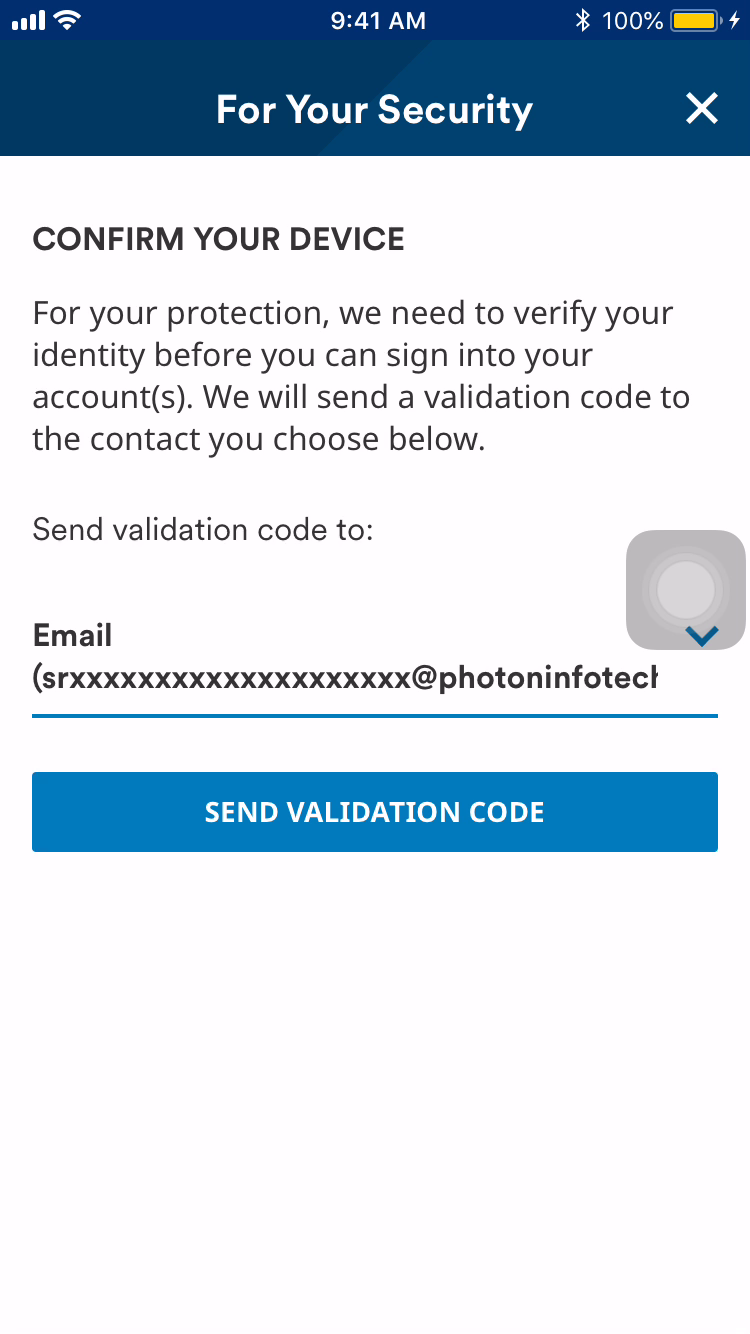 9:41 AM 100%
For Your Security
CONFIRM YOUR DEVICE
For your protection, we need to verify your
identity before you can sign into your
account(s). We will send a validation code to
the contact you choose below.
Send validation code to:
Email
(srxxxxxxxxxxxxxxxxxxxx@photoninfotech
SEND VALIDATION CODE